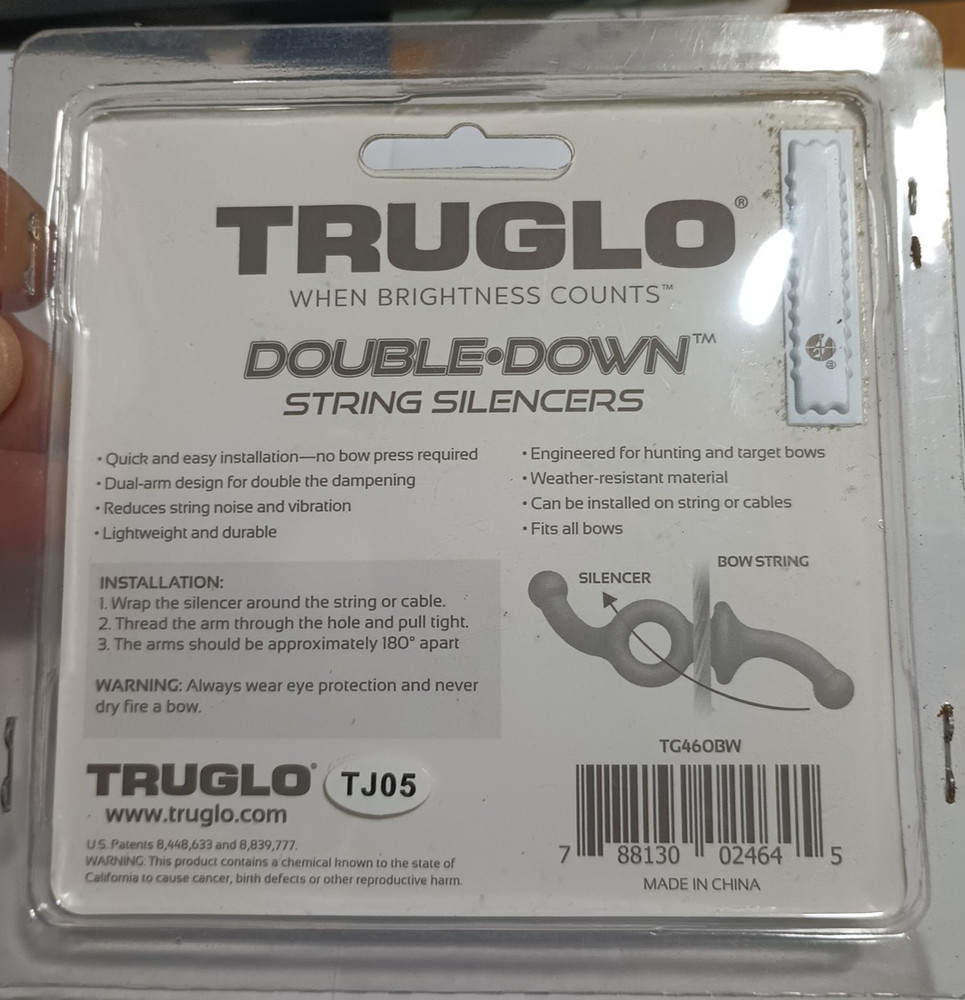 TRUGLO®
WHEN BRIGHTNESS COUNTS™
DOUBLE•DOWN™
STRING SILENCERS
• Quick and easy installation—no bow press required
• Dual-arm design for double the dampening
• Reduces string noise and vibration
• Lightweight and durable
• Engineered for hunting and target bows
• Weather-resistant material
• Can be installed on string or cables
• Fits all bows
INSTALLATION:
1. Wrap the silencer around the string or cable.
2. Thread the arm through the hole and pull tight.
3. The arms should be approximately 180° apart
WARNING: Always wear eye protection and never
dry fire a bow.
SILENCER
BOW STRING
TRUGLO®
TJ05
www.truglo.com
U.S. Patents 8,448,633 and 8,839,777.
WARNING: This product contains a chemical known to the state of
California to cause cancer, birth defects or other reproductive harm.
TG460BW
7 88130 02464 5
MADE IN CHINA